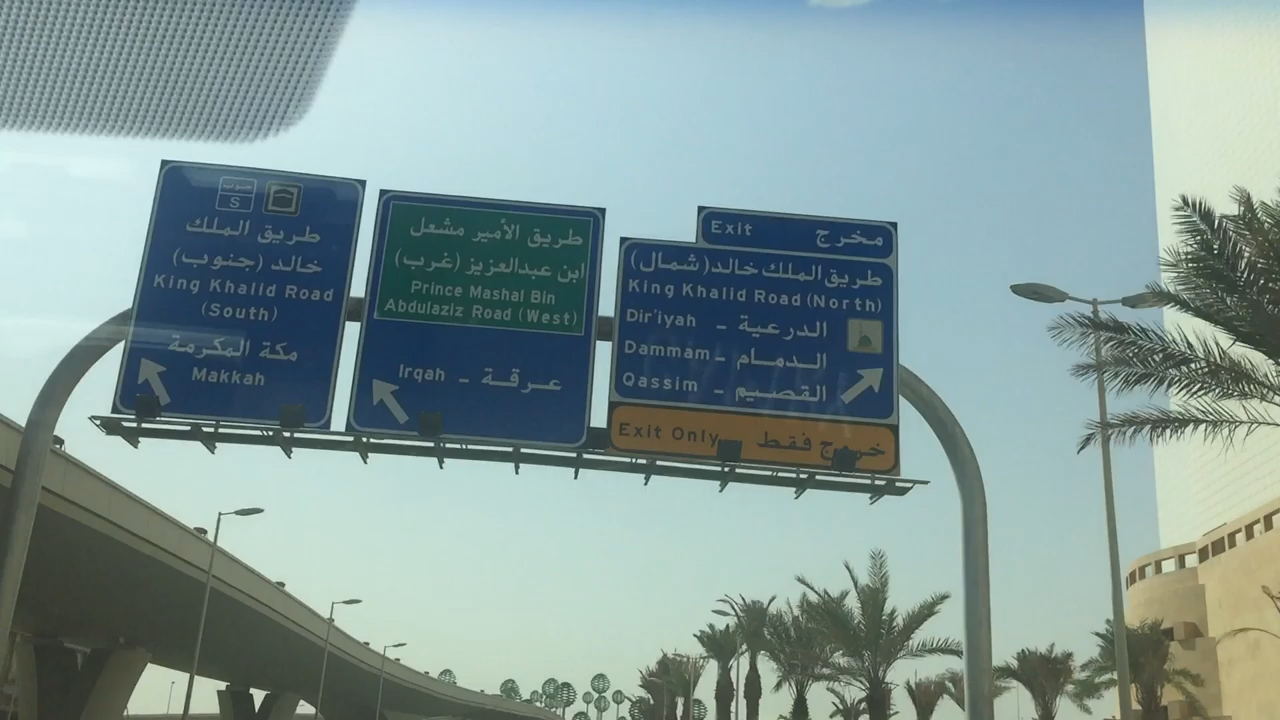 جنوب
S
طريق الملك
خالد (جنوب)
King Khalid Road
(South)
مكة المكرمة
Makkah
طريق الأمير مشعل
ابن عبدالعزيز (غرب)
Prince Mashal Bin
Abdulaziz Road (West)
Irqah - عرقة
Exit مخرج
طريق الملك خالد (شمال)
King Khalid Road (North)
Dir'iyah - الدرعية
Dammam - الدمام
Qassim - القصيم
Exit Only خروج فقط